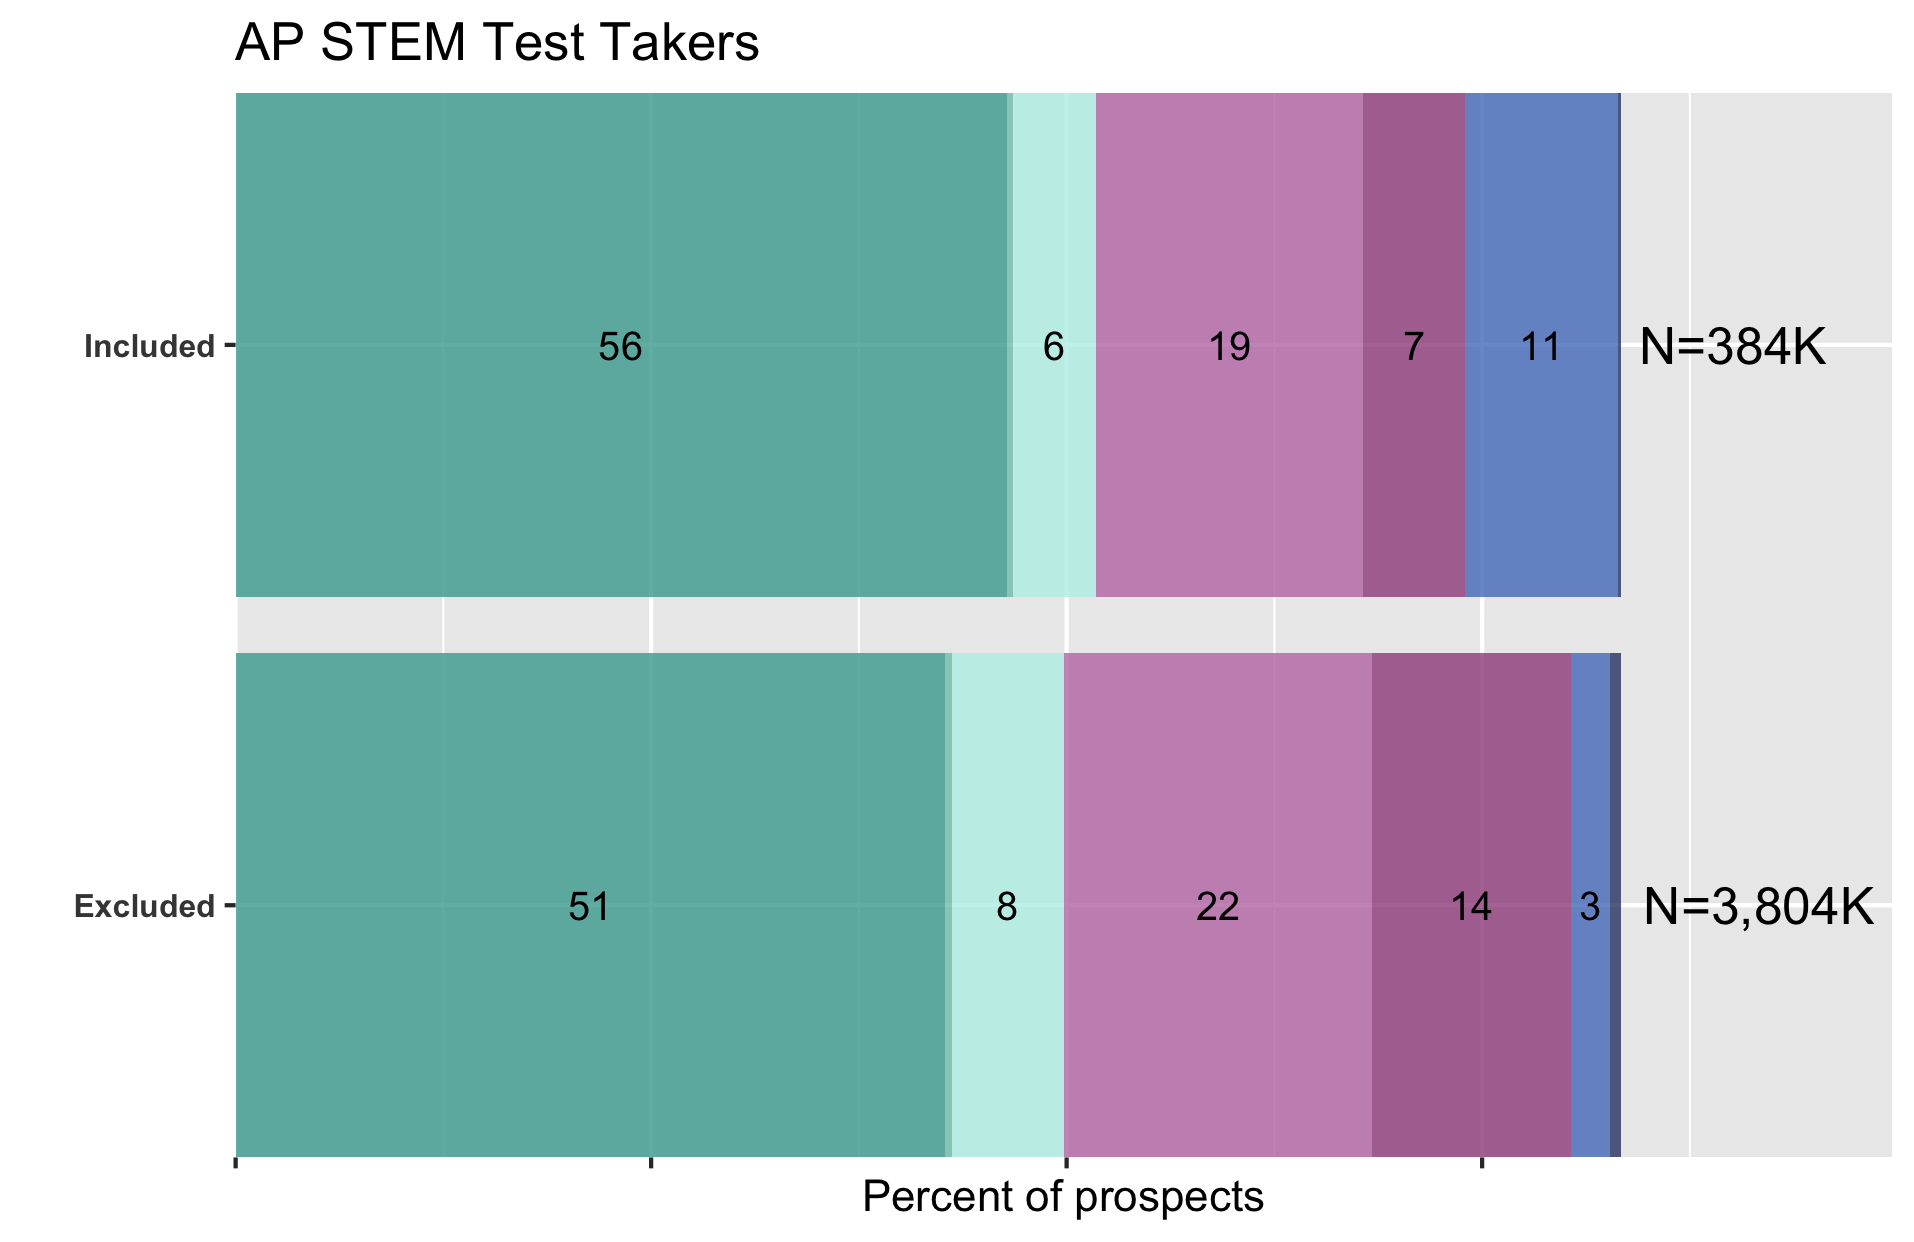 AP STEM Test Takers
Included
56 6 19 7 11 N=384K
Excluded
51 8 22 14 3 N=3,804K
Percent of prospects